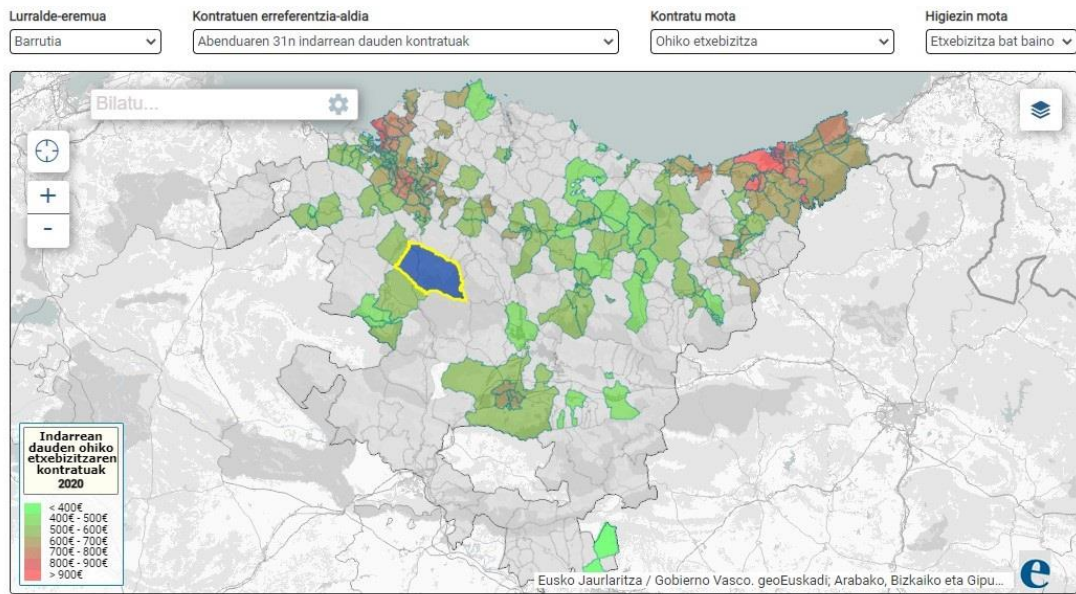 Lurralde-eremua
Kontratuen erreferentzia-aldia
Kontratu mota
Higiezin mota
Barrutia
Abenduaren 31n indarrean dauden kontratuak
Ohiko etxebizitza
Etxebizitza bat baino
Bilatu...
+
-
Indarrean
dauden ohiko
etxebizitzaren
kontratuak
2020
< 400€
400€ - 500€
500€ - 600€
600€ - 700€
700€ - 800€
800€ - 900€
> 900€
Eusko Jaurlaritza / Gobierno Vasco. geoEuskadi; Arabako, Bizkaiko eta Gipu...
e